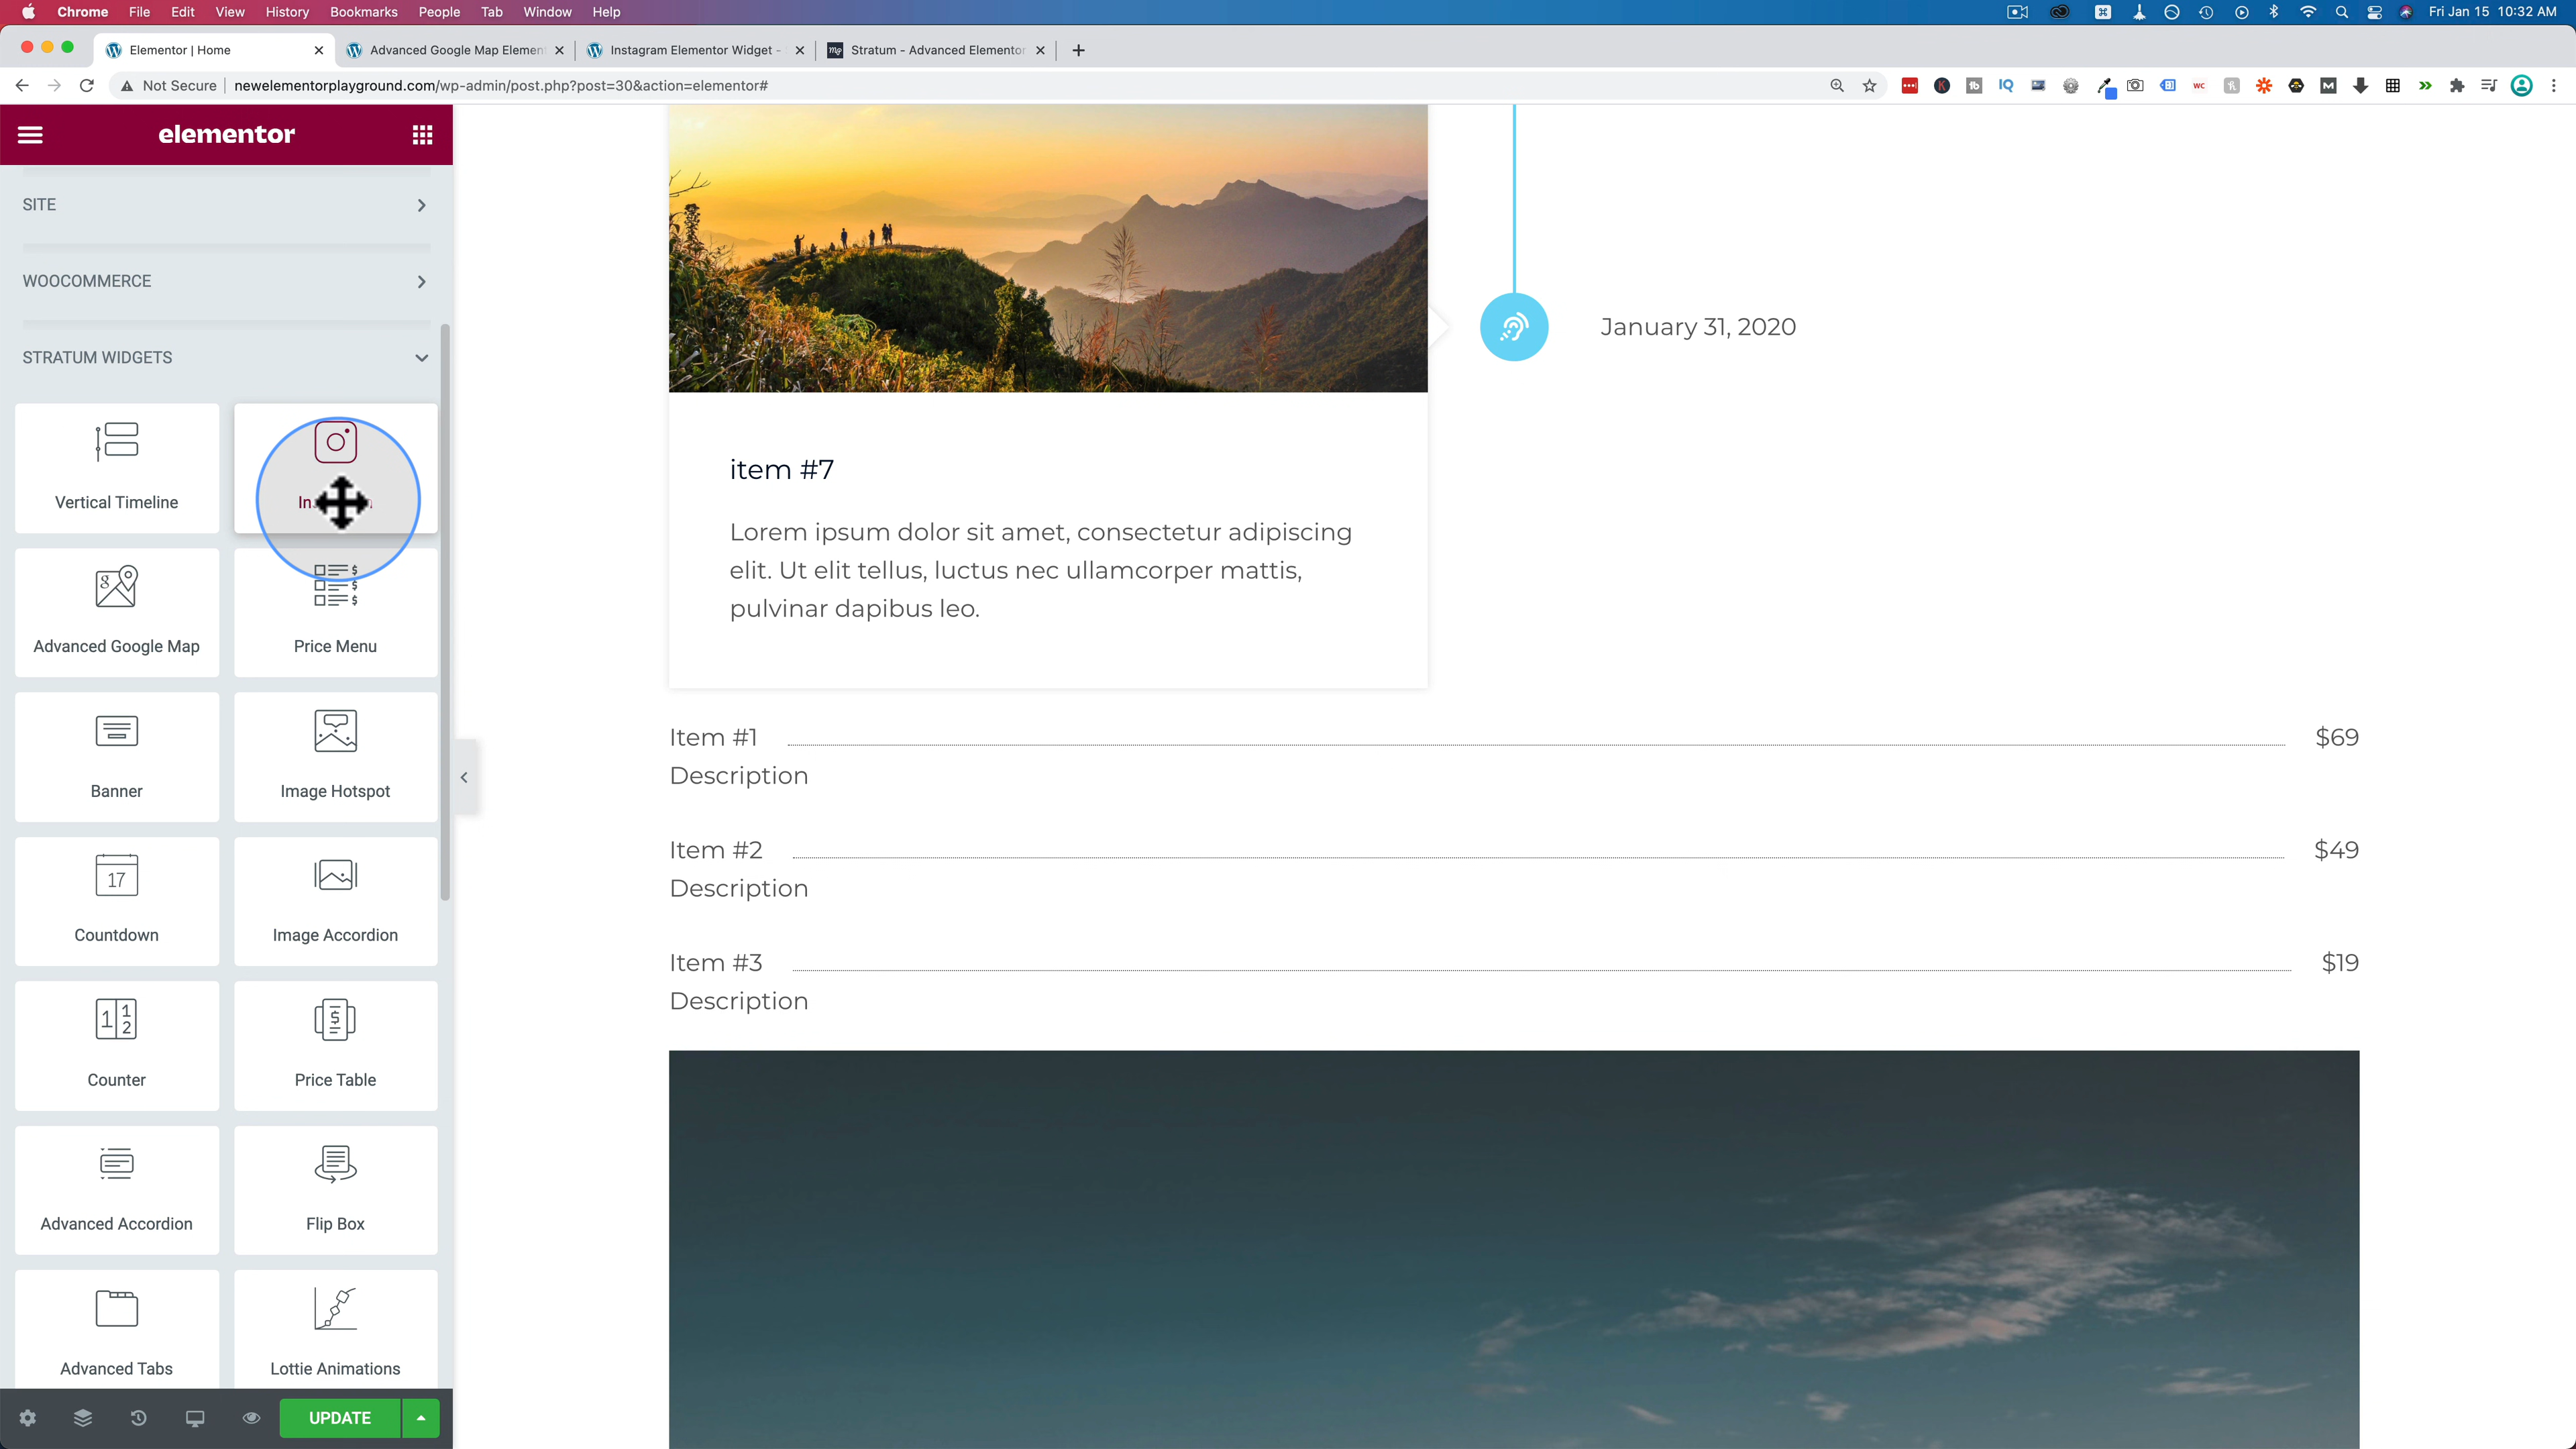 Chrome File Edit View History Bookmarks People Tab Window Help
Fri Jan 15 10:32 AM
Elementor | Home
Advanced Google Map Element
Instagram Elementor Widget -
Stratum - Advanced Elementor
Not Secure newelementorplayground.com/wp-admin/post.php?post=30&action=elementor#
elementor
SITE
WOOCOMMERCE
STRATUM WIDGETS
Vertical Timeline
Advanced Google Map
Price Menu
Banner
Image Hotspot
17
Countdown
Image Accordion
Counter
Price Table
Advanced Accordion
Flip Box
Advanced Tabs
Lottie Animations
UPDATE
January 31, 2020
item #7
Lorem ipsum dolor sit amet, consectetur adipiscing
elit. Ut elit tellus, luctus nec ullamcorper mattis,
pulvinar dapibus leo.
Item #1 $69
Description
Item #2 $49
Description
Item #3 $19
Description